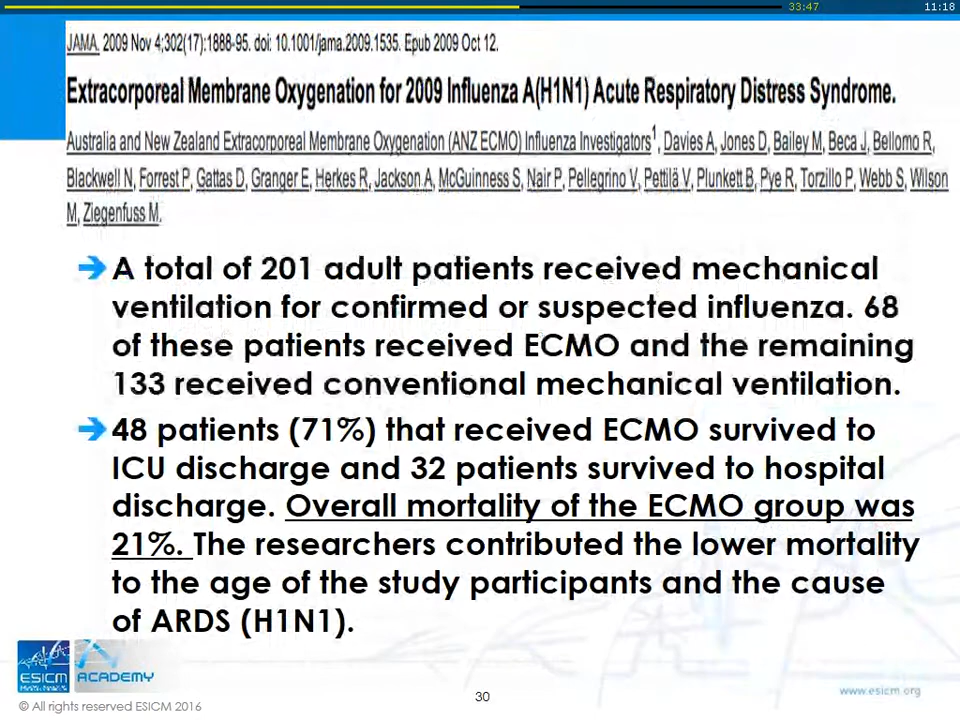 33:47
11:18
JAMA. 2009 Nov 4;302(17):1888-95. doi: 10.1001/jama.2009.1535. Epub 2009 Oct 12.
Extracorporeal Membrane Oxygenation for 2009 Influenza A(H1N1) Acute Respiratory Distress Syndrome.
Australia and New Zealand Extracorporeal Membrane Oxygenation (ANZ ECMO) Influenza Investigators1, Davies A, Jones D, Bailey M, Beca J, Bellomo R,
Blackwell N, Forrest P, Gattas D, Granger E, Herkes R, Jackson A, McGuinness S, Nair P, Pellegrino V, Pettilä V, Plunkett B, Pye R, Torzillo P, Webb S, Wilson
M, Ziegenfuss M.
A total of 201 adult patients received mechanical
ventilation for confirmed or suspected influenza. 68
of these patients received ECMO and the remaining
133 received conventional mechanical ventilation.
48 patients (71%) that received ECMO survived to
ICU discharge and 32 patients survived to hospital
discharge. Overall mortality of the ECMO group was
21%. The researchers contributed the lower mortality
to the age of the study participants and the cause
of ARDS (H1N1).
ESICM
ACADEMY
© All rights reserved ESICM 2016
30
www.esicm.org